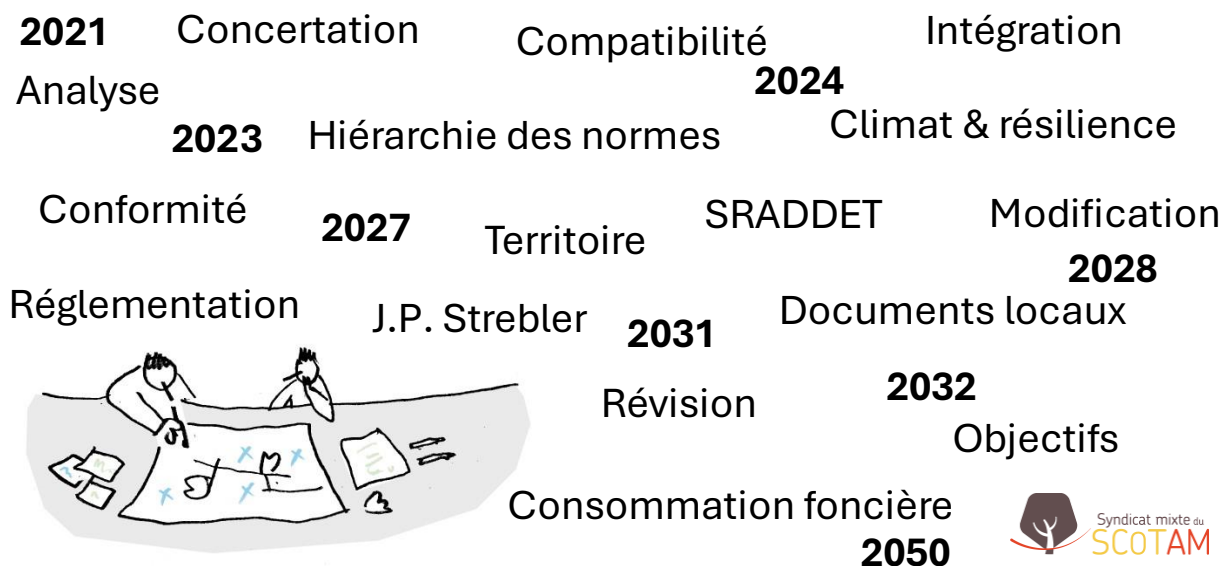 2021
Concertation
Compatibilité
Intégration
Analyse
2024
2023
Hiérarchie des normes
Climat & résilience
Conformité
2027
Territoire
SRADDET
Modification
2028
Réglementation
J.P. Strebler
2031
Documents locaux
Révision
2032
Objectifs
Consommation foncière
2050
Syndicat mixte du
SCOTAM